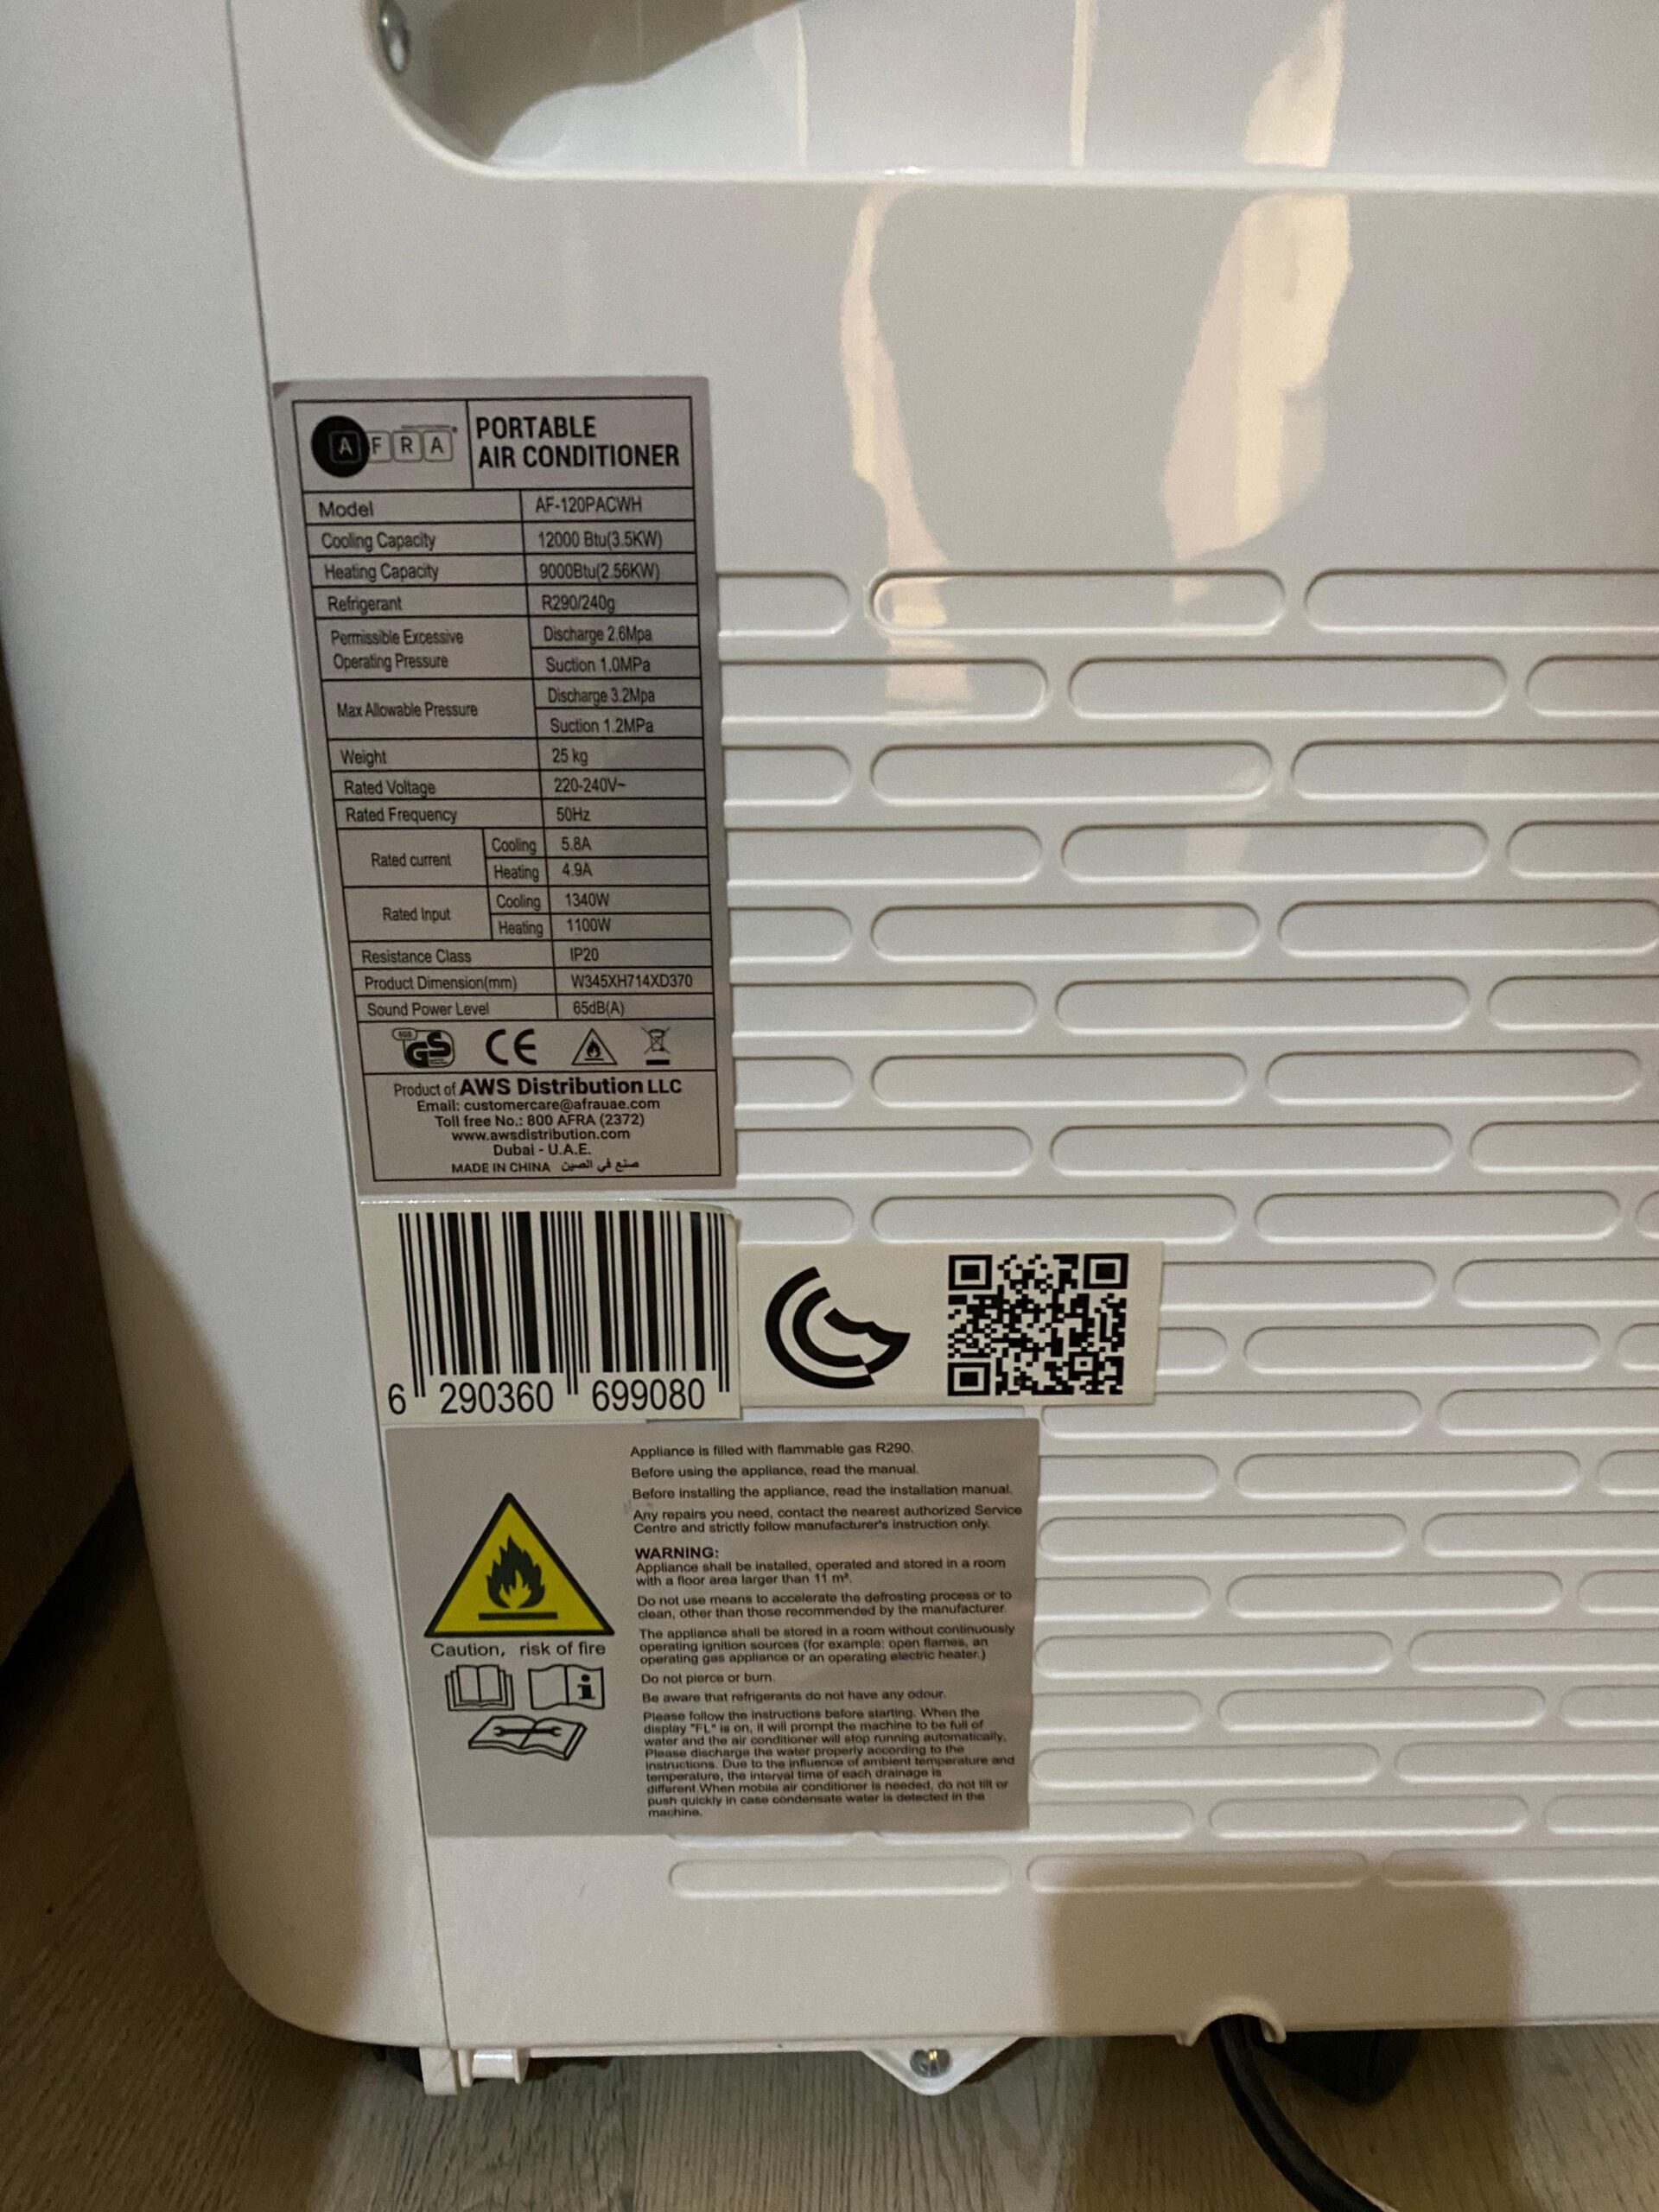 AFRA
PORTABLE
AIR CONDITIONER
Model AF-120PACWH
Cooling Capacity 12000 Btu(3.5KW)
Heating Capacity 9000Btu(2.56KW)
Refrigerant R290/240g
Permissible Excessive
Operating Pressure
Discharge 2.6Mpa
Suction 1.0MPa
Max Allowable Pressure
Discharge 3.2Mpa
Suction 1.2MPa
Weight 25 kg
Rated Voltage 220-240V~
Rated Frequency 50Hz
Rated current
Cooling 5.8A
Heating 4.9A
Rated Input
Cooling 1340W
Heating 1100W
Resistance Class IP20
Product Dimension(mm) W345XH714XD370
Sound Power Level 65dB(A)
SGS GS CE
Product of AWS Distribution LLC
Email: customercare@afrauae.com
Toll free No.: 800 AFRA (2372)
www.awsdistribution.com
Dubai - U.A.E.
MADE IN CHINA صنع في الصين
6 290360 699080
Appliance is filled with flammable gas R290.
Before using the appliance, read the manual.
Before installing the appliance, read the installation manual.
Any repairs you need, contact the nearest authorized Service
Centre and strictly follow manufacturer's instruction only.
WARNING:
Appliance shall be installed, operated and stored in a room
with a floor area larger than 11 m².
Do not use means to accelerate the defrosting process or to
clean, other than those recommended by the manufacturer.
The appliance shall be stored in a room without continuously
operating ignition sources (for example: open flames, an
operating gas appliance or an operating electric heater.)
Do not pierce or burn.
Be aware that refrigerants do not have any odour.
Please follow the instructions before starting. When the
display "FL" is on, it will prompt the machine to be full of
water and the air conditioner will stop running automatically.
Please discharge the water properly according to the
instructions. Due to the influence of ambient temperature and
temperature, the interval time of each drainage is
different.When mobile air conditioner is needed, do not tilt or
push quickly in case condensate water is detected in the
machine.
Caution, risk of fire